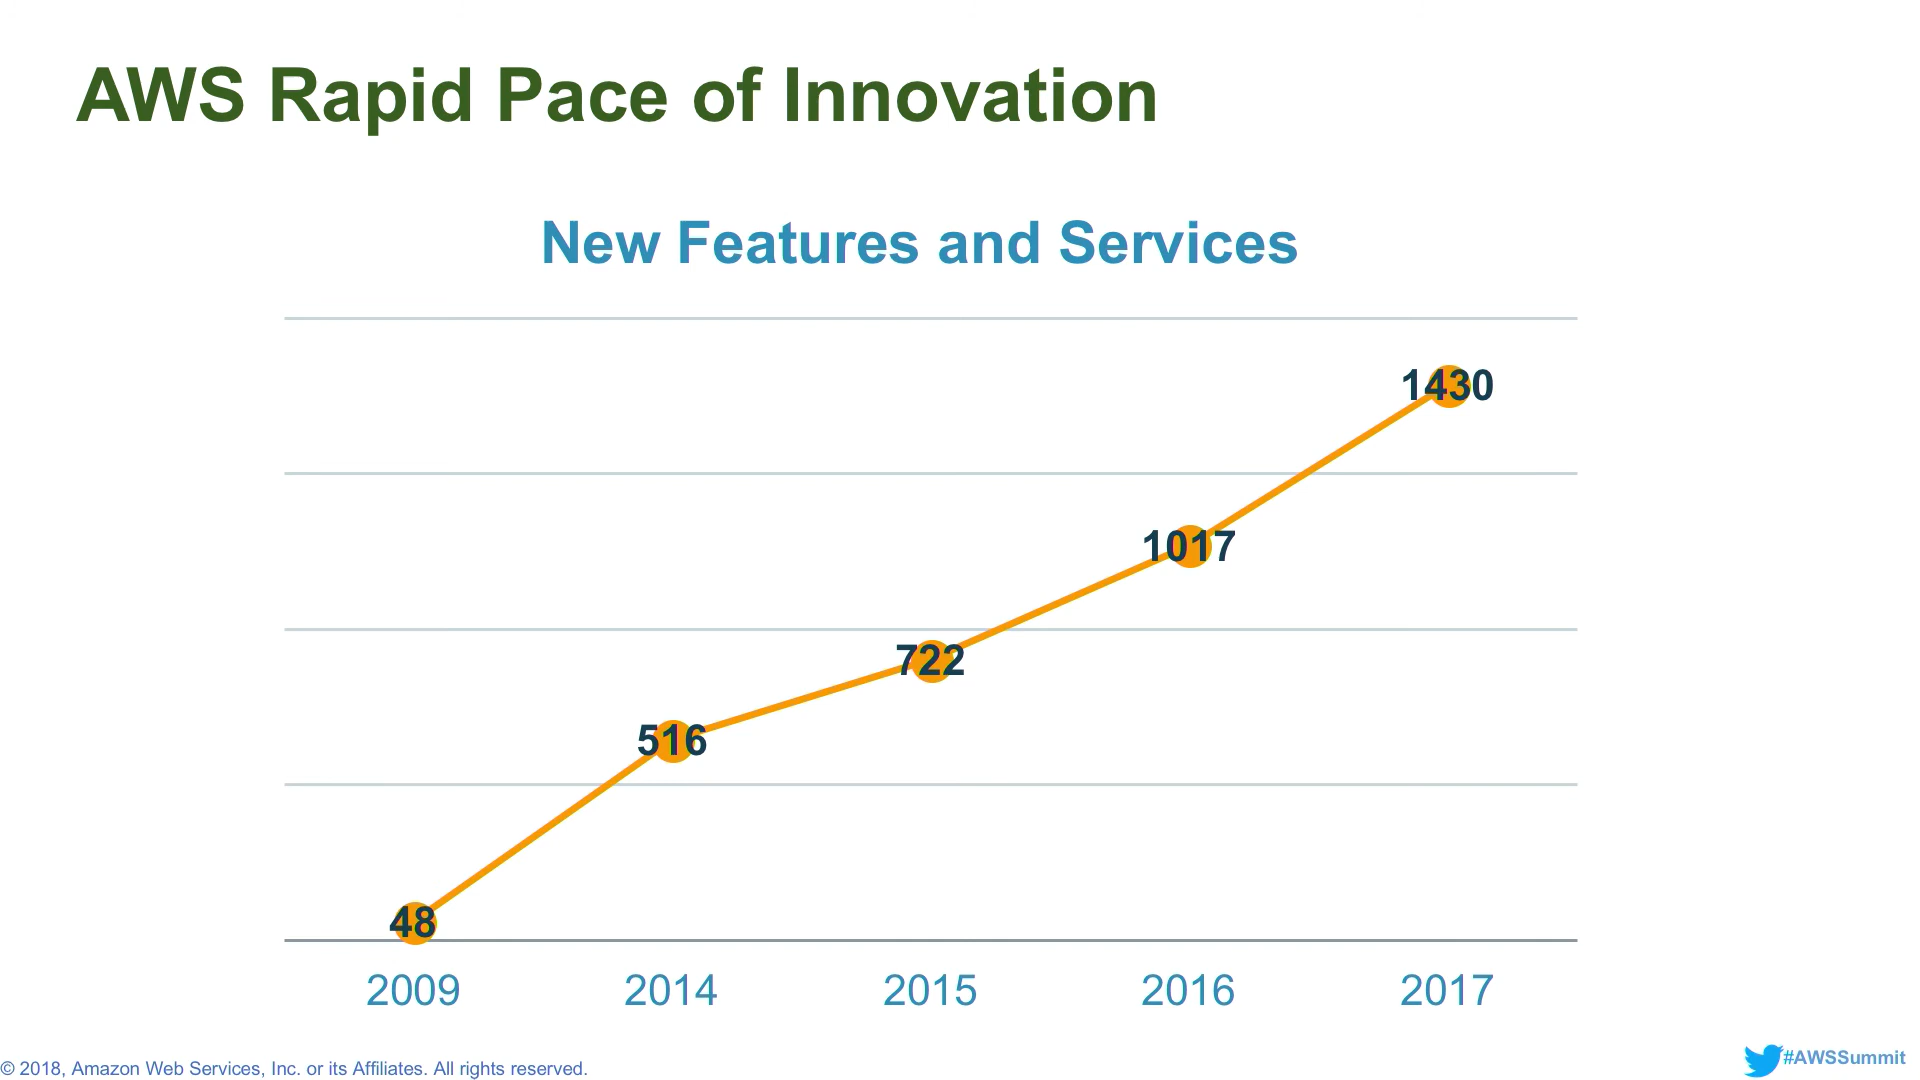 AWS Rapid Pace of Innovation
New Features and Services
1430
1017
722
516
48
2009 2014 2015 2016 2017
© 2018, Amazon Web Services, Inc. or its Affiliates. All rights reserved.
#AWSSummit